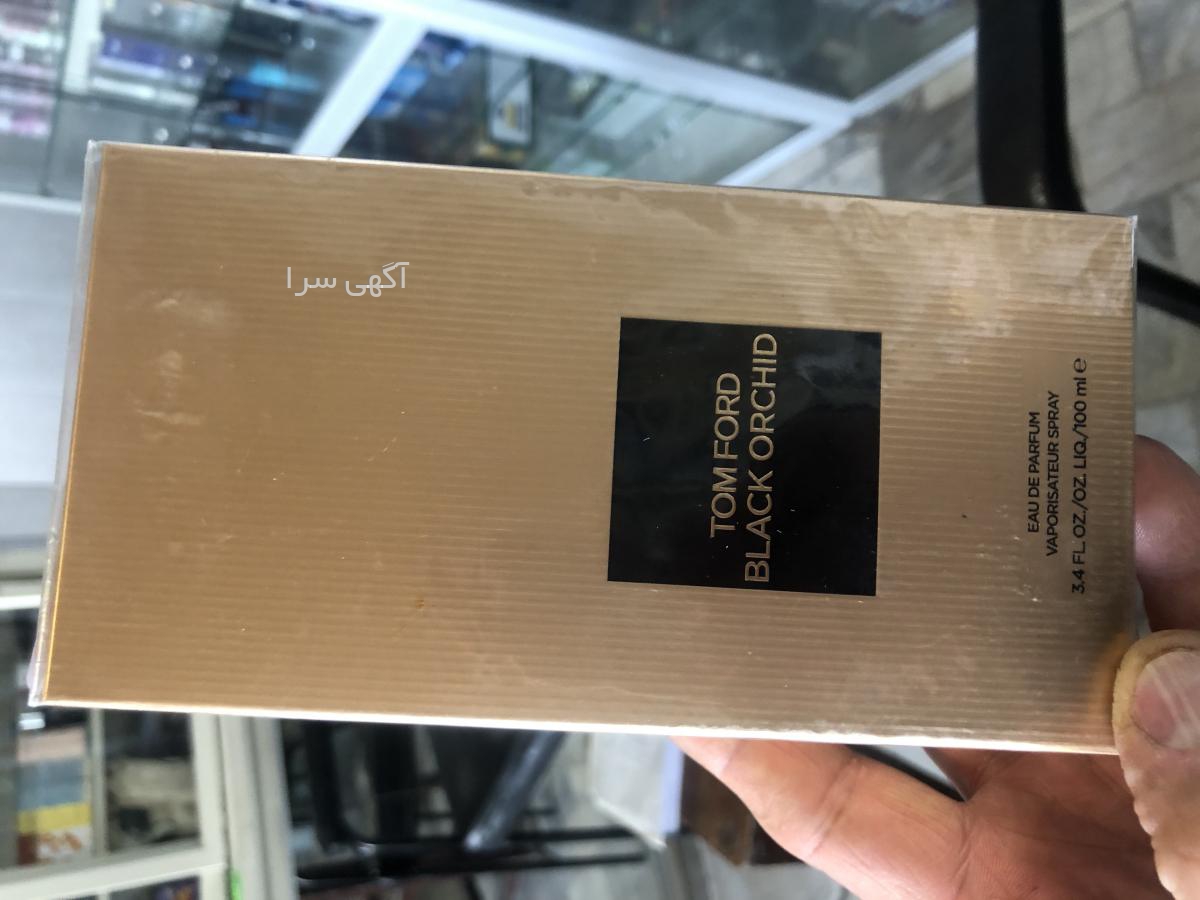 آگهی سرا
TOM FORD
BLACK ORCHID
EAU DE PARFUM
VAPORISATEUR SPRAY
3.4 FL.OZ./OZ. LIQ./100 ml ℮